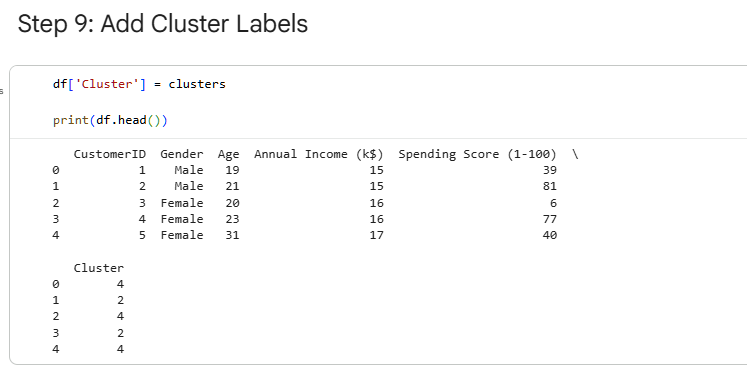 Step 9: Add Cluster Labels
s
df['Cluster'] = clusters
print(df.head())
CustomerID Gender Age Annual Income (k$) Spending Score (1-100) \
0 1 Male 19 15 39
1 2 Male 21 15 81
2 3 Female 20 16 6
3 4 Female 23 16 77
4 5 Female 31 17 40
Cluster
0 4
1 2
2 4
3 2
4 4